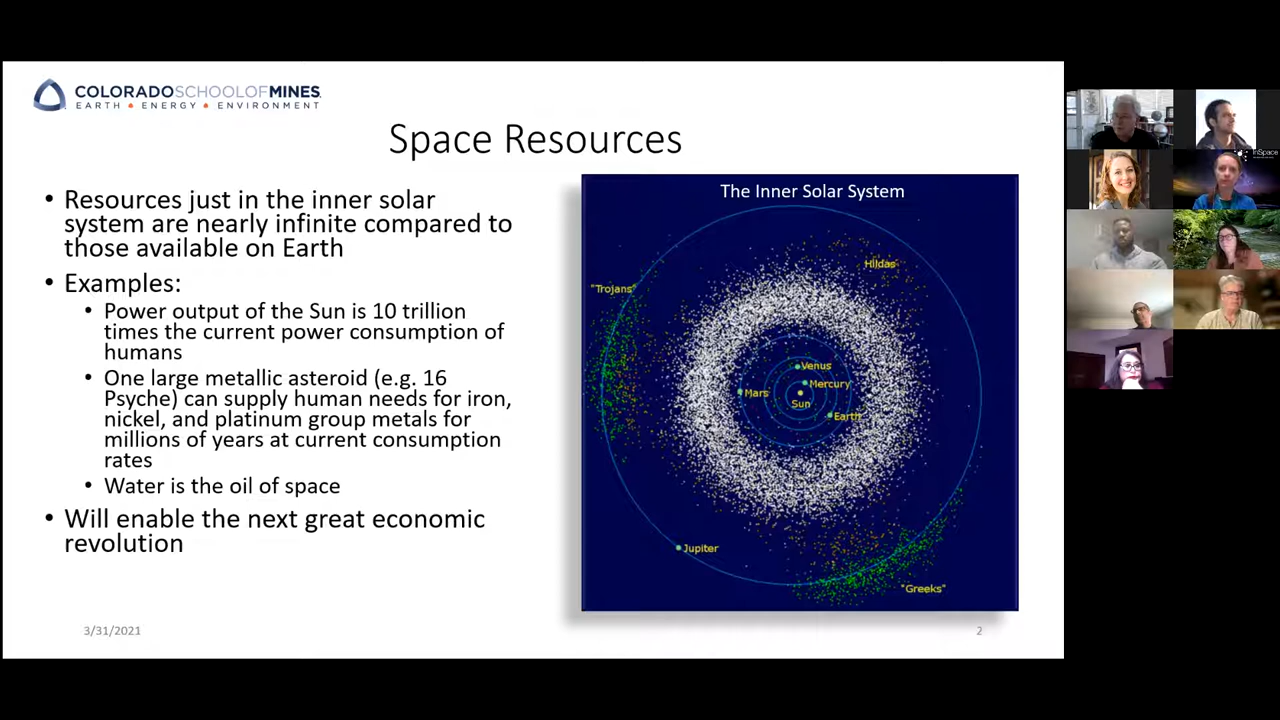 COLORADOSCHOOLOFMINES
EARTH • ENERGY • ENVIRONMENT
Space Resources
• Resources just in the inner solar
system are nearly infinite compared to
those available on Earth
• Examples:
• Power output of the Sun is 10 trillion
times the current power consumption of
humans
• One large metallic asteroid (e.g. 16
Psyche) can supply human needs for iron,
nickel, and platinum group metals for
millions of years at current consumption
rates
• Water is the oil of space
• Will enable the next great economic
revolution
The Inner Solar System
Hildas
"Trojans"
Venus
Mercury
Mars
Sun
Earth
Jupiter
"Greeks"
3/31/2021
2
InSpace